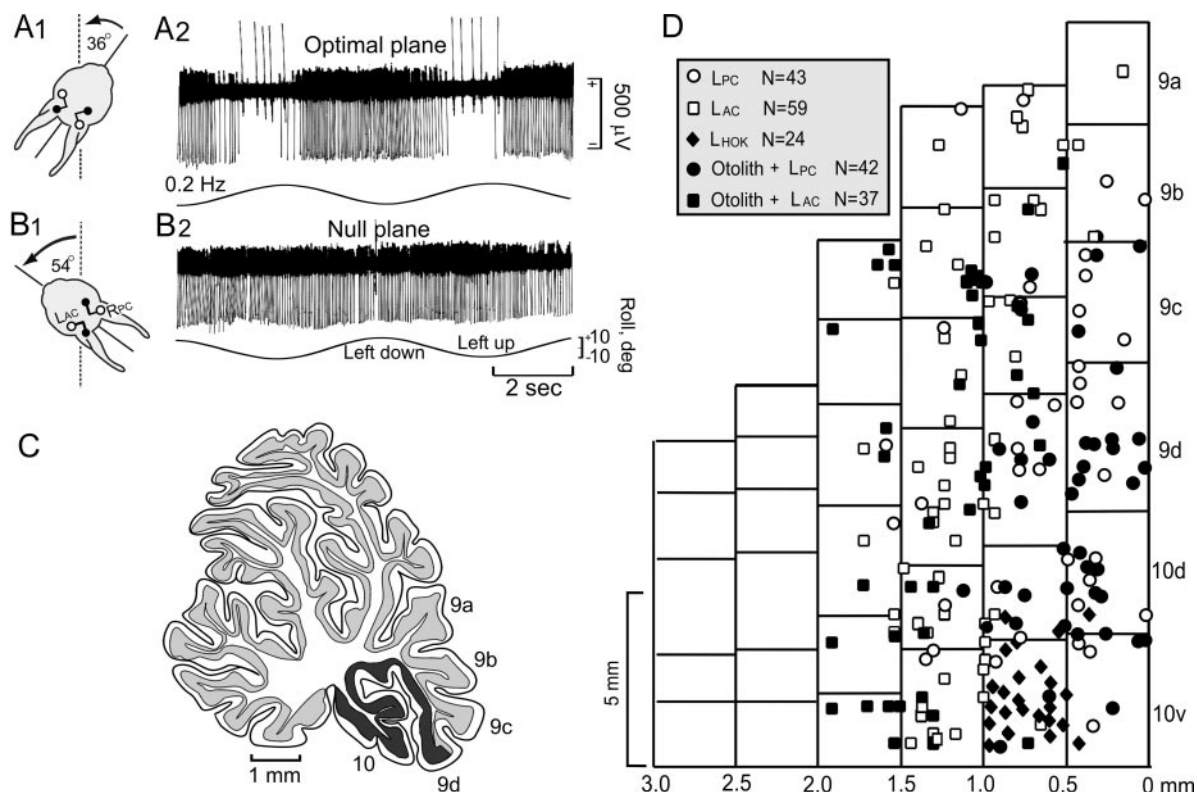 A1
36°
A2
Optimal plane
+
500 µV
−
0.2 Hz
B1
54°
LAC
RPC
B2
Null plane
Left down
Left up
Roll, deg
+10
-10
2 sec
C
9a
9b
9c
9d
10
1 mm
D
LPC N=43
LAC N=59
LHOK N=24
Otolith + LPC N=42
Otolith + LAC N=37
9a
9b
9c
9d
10d
10v
5 mm
3.0 2.5 2.0 1.5 1.0 0.5 0 mm